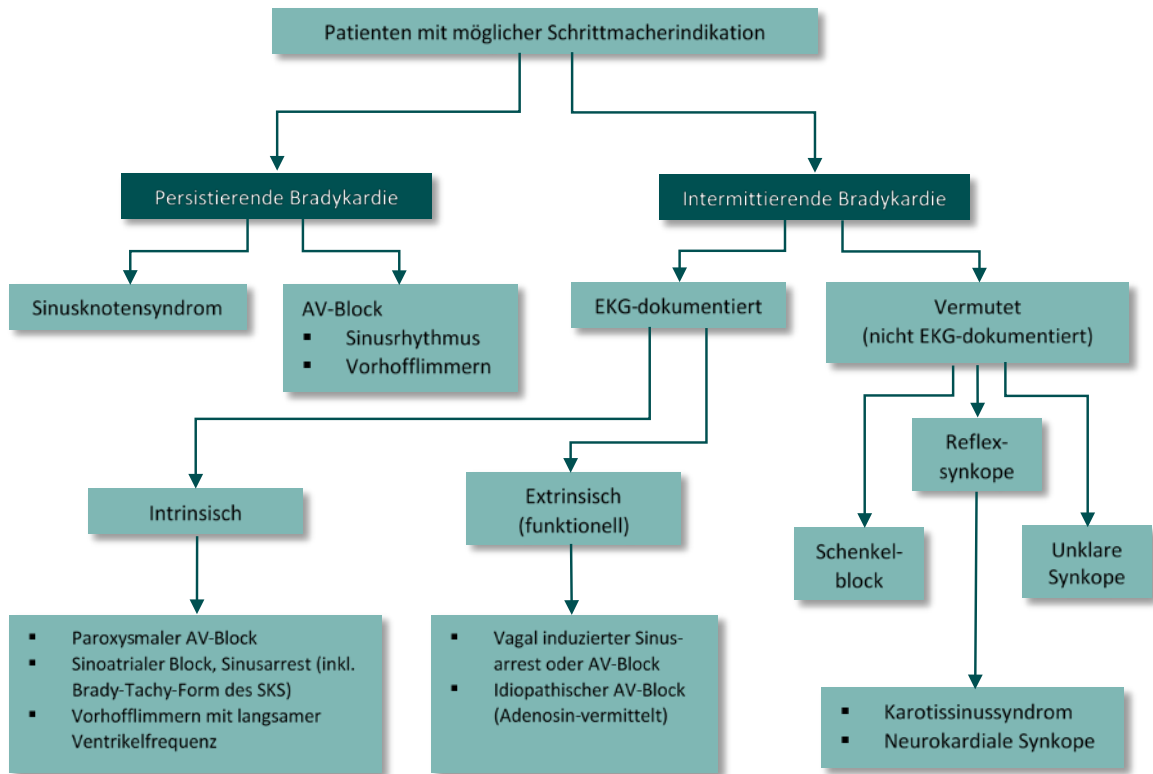 Patienten mit möglicher Schrittmacherindikation
Persistierende Bradykardie
Intermittierende Bradykardie
Sinusknotensyndrom
AV-Block
▪ Sinusrhythmus
▪ Vorhofflimmern
EKG-dokumentiert
Vermutet
(nicht EKG-dokumentiert)
Intrinsisch
Extrinsisch
(funktionell)
Reflex-
synkope
Schenkel-
block
Unklare
Synkope
▪ Paroxysmaler AV-Block
▪ Sinoatrialer Block, Sinusarrest (inkl.
Brady-Tachy-Form des SKS)
▪ Vorhofflimmern mit langsamer
Ventrikelfrequenz
▪ Vagal induzierter Sinus-
arrest oder AV-Block
▪ Idiopathischer AV-Block
(Adenosin-vermittelt)
▪ Karotissinussyndrom
▪ Neurokardiale Synkope